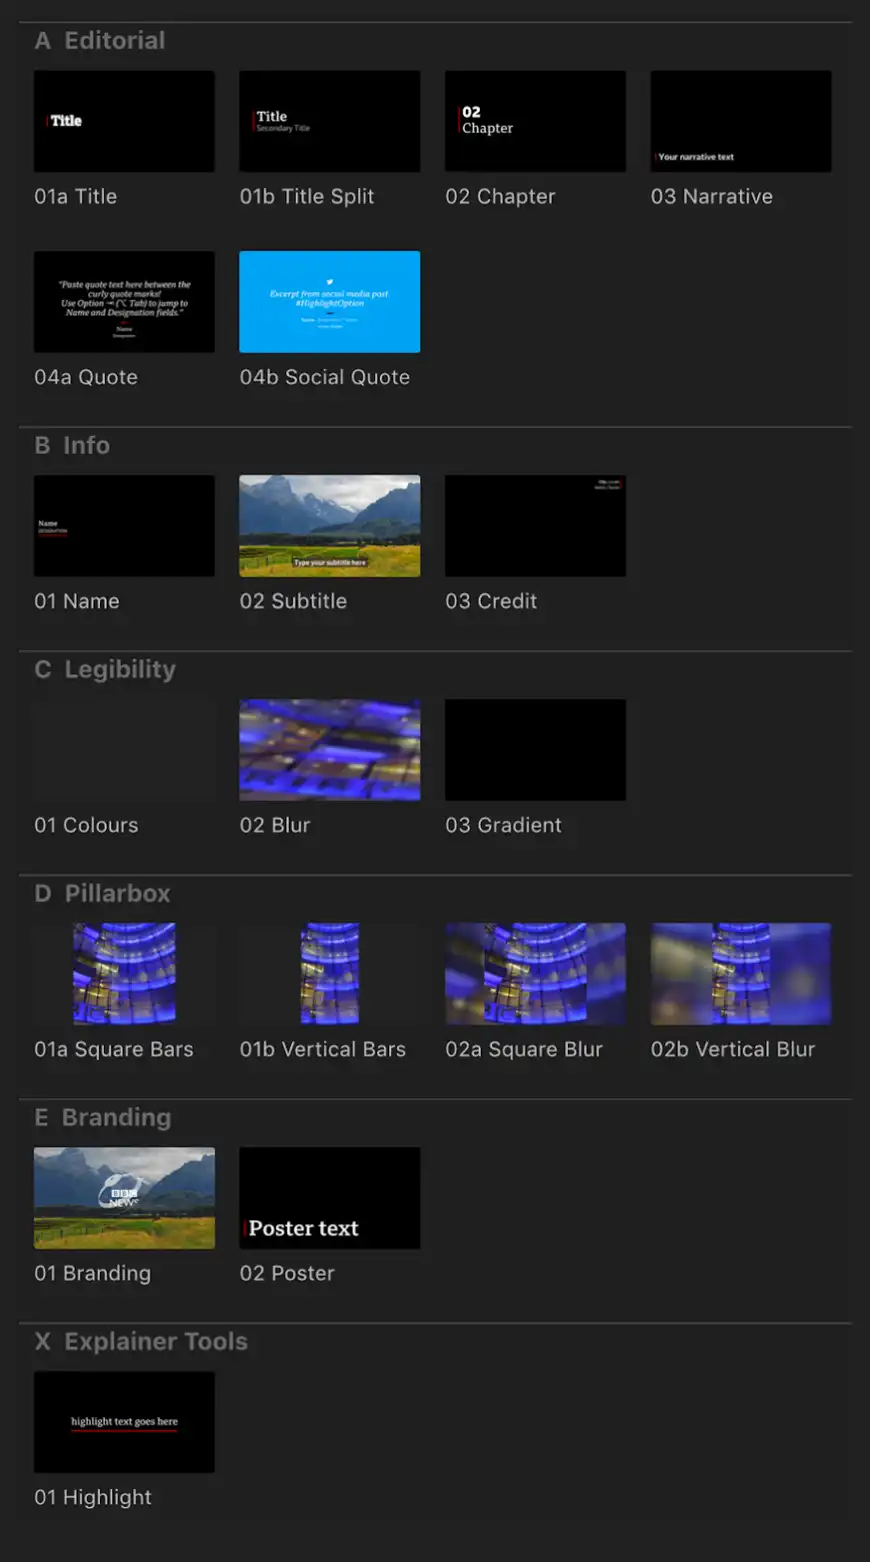 A Editorial
Title
Title
Secondary Title
02
Chapter
Your narrative text
01a Title
01b Title Split
02 Chapter
03 Narrative
"Paste quote text here between the
curly quote marks!
Use Option ⇥ (⌥ Tab) to jump to
Name and Designation fields."
Name
Designation
Excerpt from social media post
#HighlightOption
04a Quote
04b Social Quote
B Info
Name
DESIGNATION
Type your subtitle here
01 Name
02 Subtitle
03 Credit
C Legibility
01 Colours
02 Blur
03 Gradient
D Pillarbox
01a Square Bars
01b Vertical Bars
02a Square Blur
02b Vertical Blur
E Branding
BBC
NEWS
Poster text
01 Branding
02 Poster
X Explainer Tools
highlight text goes here
01 Highlight